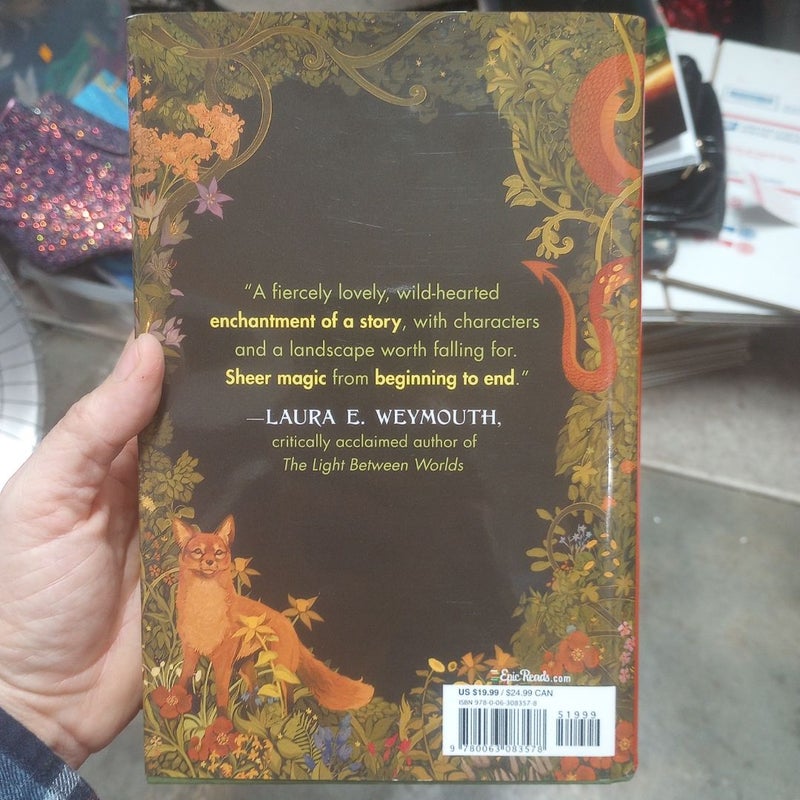 “A fiercely lovely, wild-hearted
enchantment of a story, with characters
and a landscape worth falling for.
Sheer magic from beginning to end.”
—LAURA E. WEYMOUTH,
critically acclaimed author of
The Light Between Worlds
EpicReads.com
US $19.99 / $24.99 CAN
ISBN 978-0-06-308357-8
51999
9 780063 083578